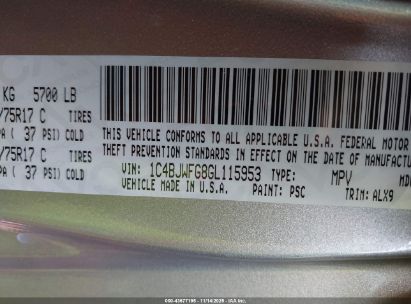 KG 5700 LB
/75R17 C TIRES
PA ( 37 PSI) COLD
/75R17 C TIRES
PA ( 37 PSI) COLD
THIS VEHICLE CONFORMS TO ALL APPLICABLE U.S.A. FEDERAL MOTOR
THEFT PREVENTION STANDARDS IN EFFECT ON THE DATE OF MANUFACTU
VIN: 1C4BJWFG8GL115953 TYPE: MPV
VEHICLE MADE IN U.S.A. PAINT: PSC TRIM: ALX9